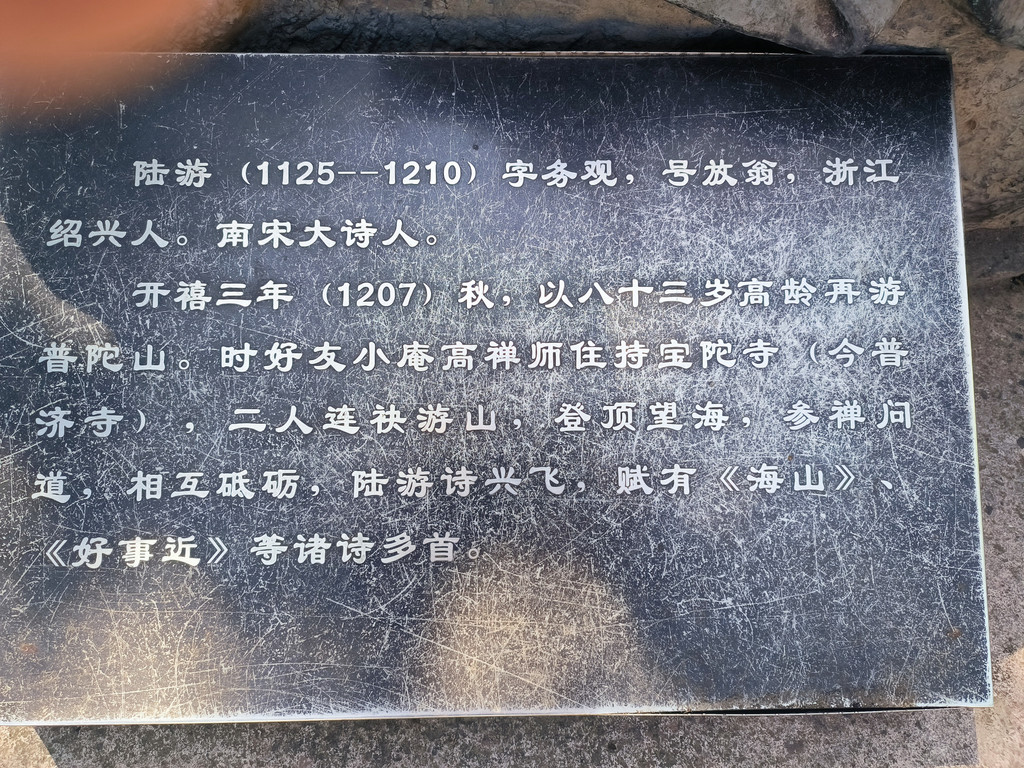 陆游（1125--1210）字务观，号放翁，浙江
绍兴人。南宋大诗人。
开禧三年（1207）秋，以八十三岁高龄再游
普陀山。时好友小庵高禅师住持宝陀寺（今普
济寺），二人连袂游山，登顶望海，参禅问
道，相互砥砺，陆游诗兴飞，赋有《海山》、
《好事近》等诸诗多首。